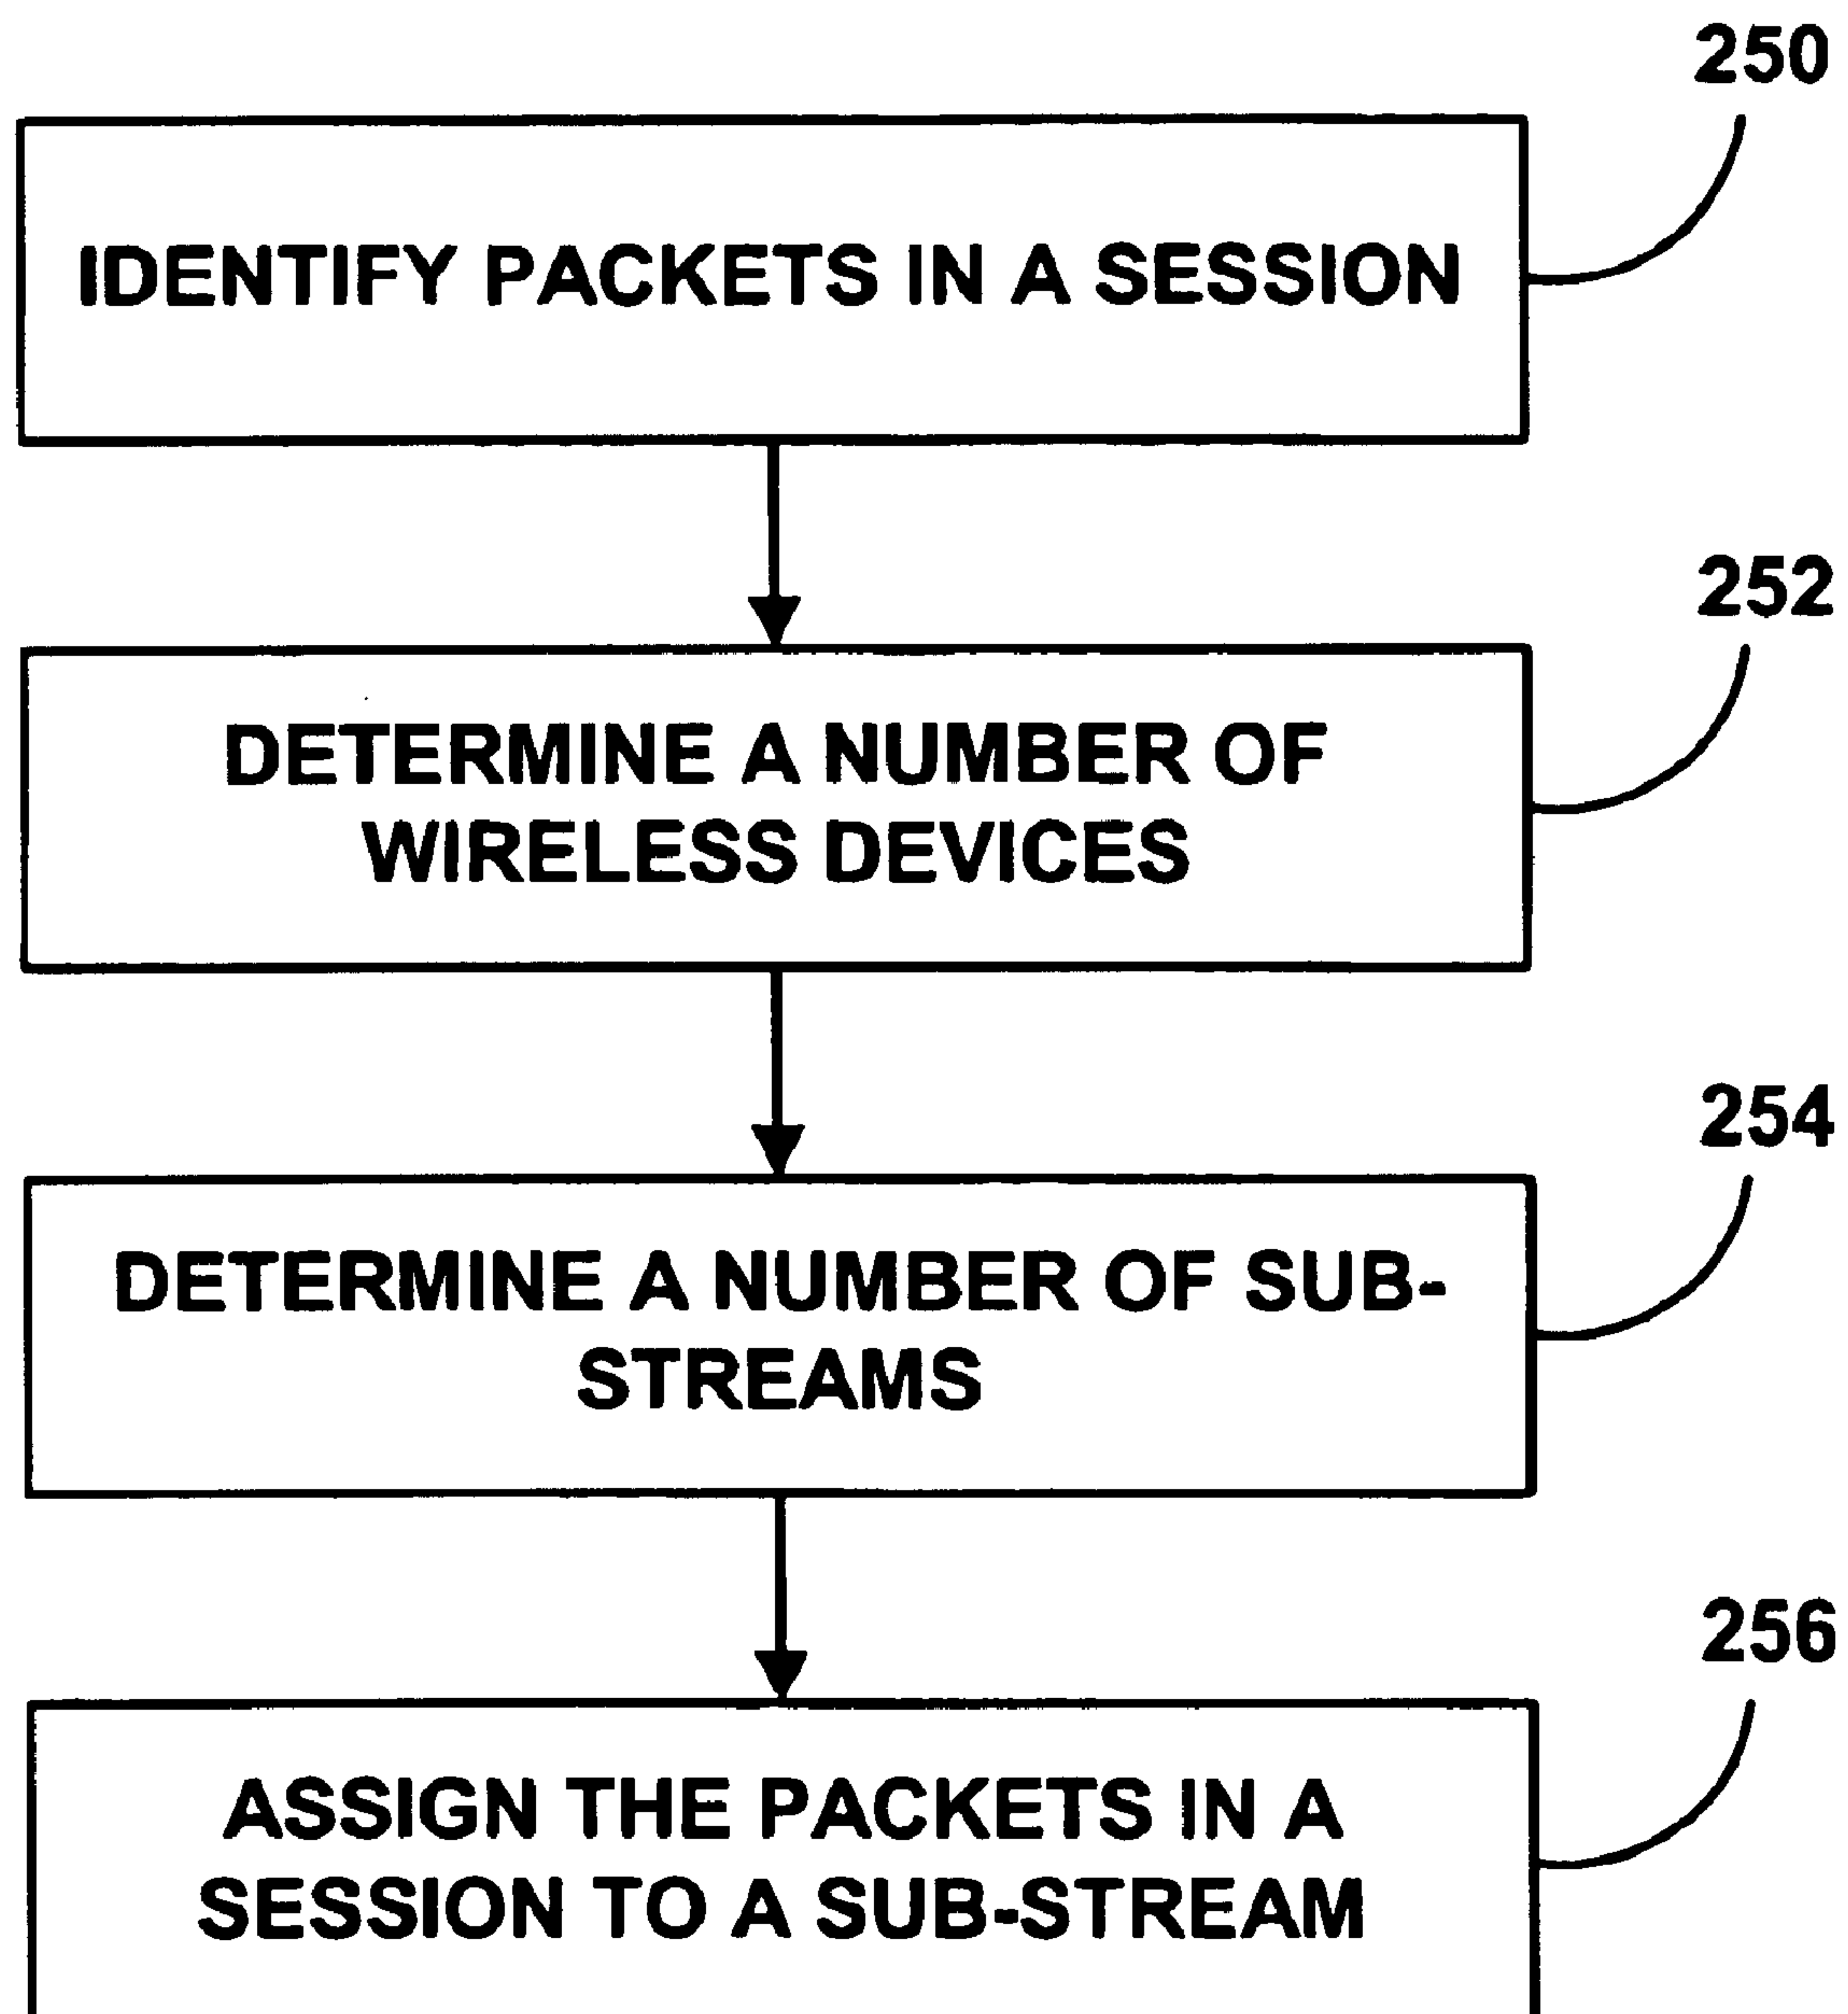 250
IDENTIFY PACKETS IN A SESSION
252
DETERMINE A NUMBER OF
WIRELESS DEVICES
254
DETERMINE A NUMBER OF SUB-
STREAMS
256
ASSIGN THE PACKETS IN A
SESSION TO A SUB-STREAM